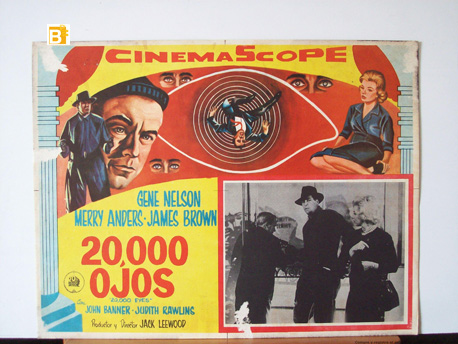 B
CINEMASCOPE
GENE NELSON
MERRY ANDERS · JAMES BROWN
20,000
OJOS
"20,000 EYES"
Con JOHN BANNER · JUDITH RAWLING
Productor y Director JACK LEEWOOD